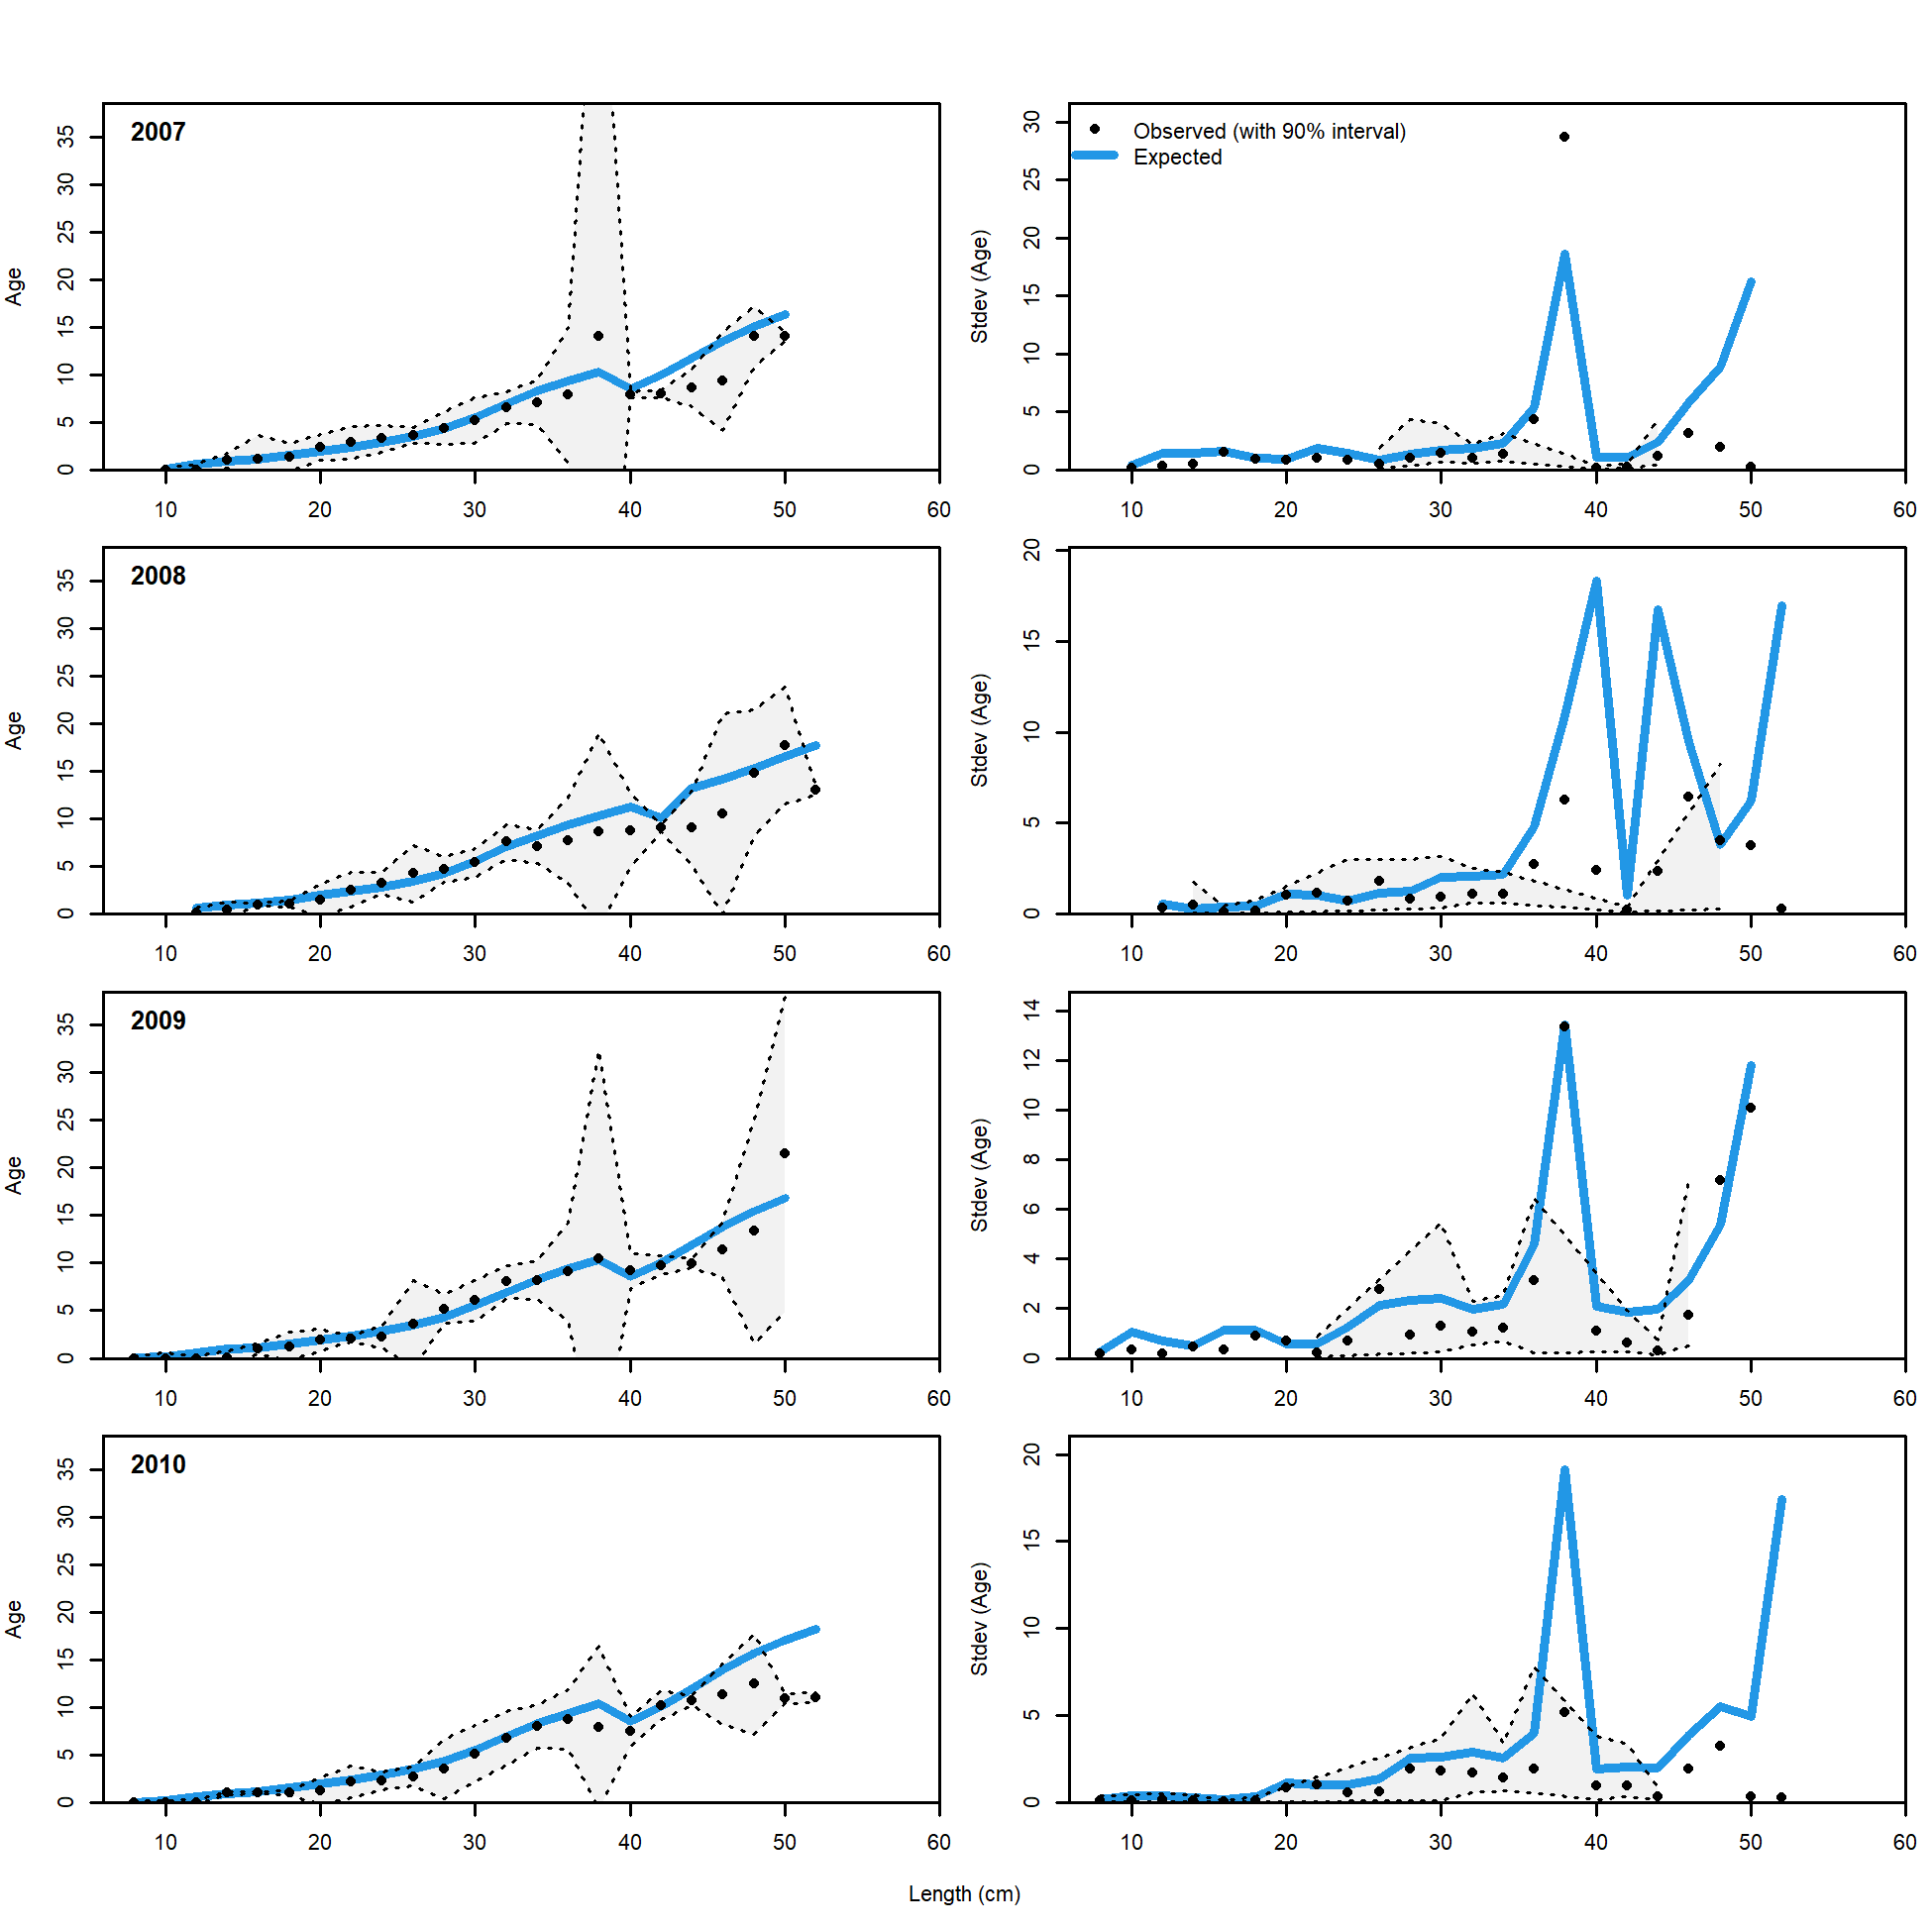 2007
Age
0 5 10 15 20 25 30 35
10 20 30 40 50 60
Observed (with 90% interval)
Expected
Stdev (Age)
0 5 10 15 20 25 30
10 20 30 40 50 60
2008
Age
0 5 10 15 20 25 30 35
10 20 30 40 50 60
Stdev (Age)
0 5 10 15 20
10 20 30 40 50 60
2009
Age
0 5 10 15 20 25 30 35
10 20 30 40 50 60
Stdev (Age)
0 2 4 6 8 10 12 14
10 20 30 40 50 60
2010
Age
0 5 10 15 20 25 30 35
10 20 30 40 50 60
Stdev (Age)
0 5 10 15 20
10 20 30 40 50 60
Length (cm)